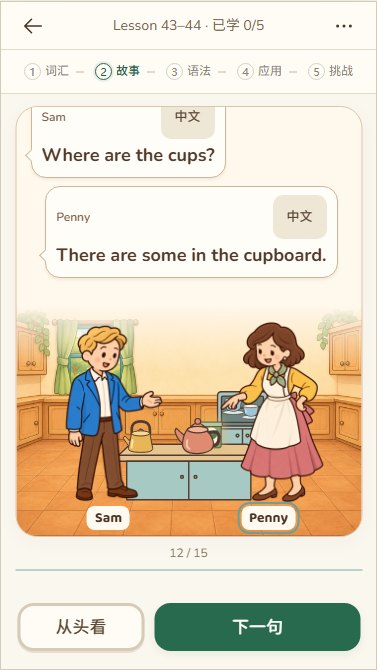 Lesson 43–44 · 已学 0/5
1 词汇 – 2 故事 – 3 语法 – 4 应用 – 5 挑战
Sam
中文
Where are the cups?
Penny
中文
There are some in the cupboard.
Sam
Penny
12 / 15
从头看
下一句